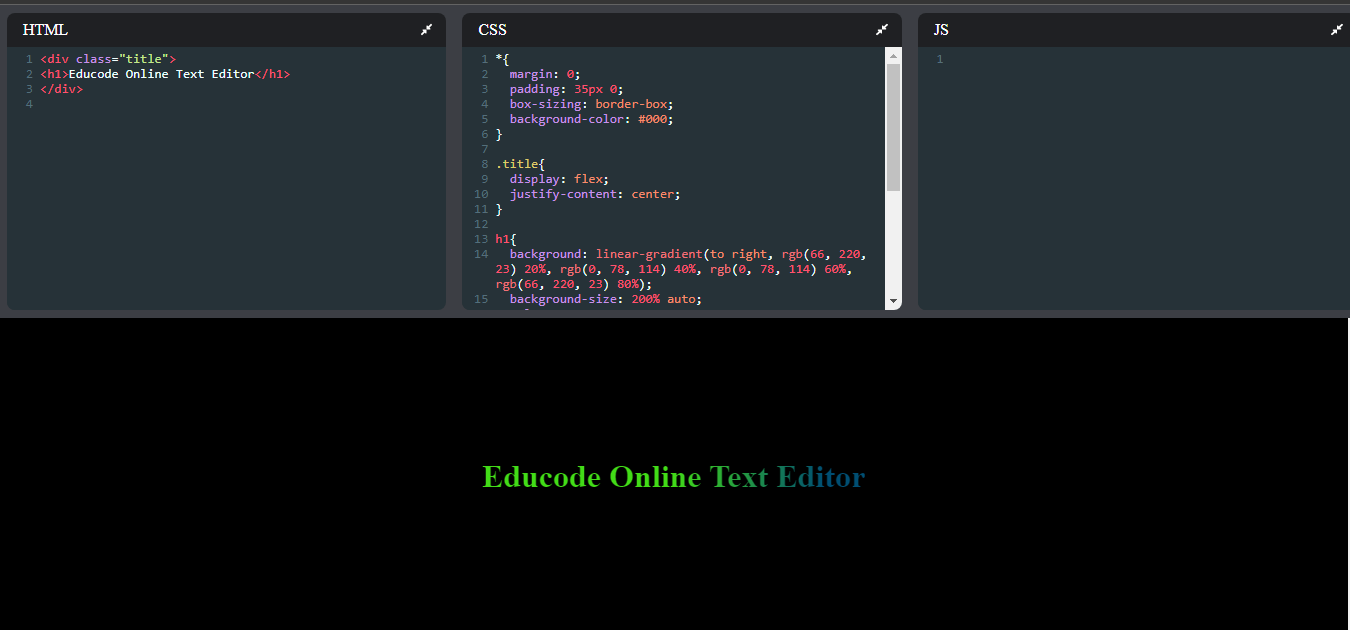 HTML
1 <div class="title">
2 <h1>Educode Online Text Editor</h1>
3 </div>
4
CSS
1 *{
2   margin: 0;
3   padding: 35px 0;
4   box-sizing: border-box;
5   background-color: #000;
6 }
7
8 .title{
9   display: flex;
10   justify-content: center;
11 }
12
13 h1{
14   background: linear-gradient(to right, rgb(66, 220,
23) 20%, rgb(0, 78, 114) 40%, rgb(0, 78, 114) 60%,
rgb(66, 220, 23) 80%);
15   background-size: 200% auto;
JS
1
Educode Online Text Editor